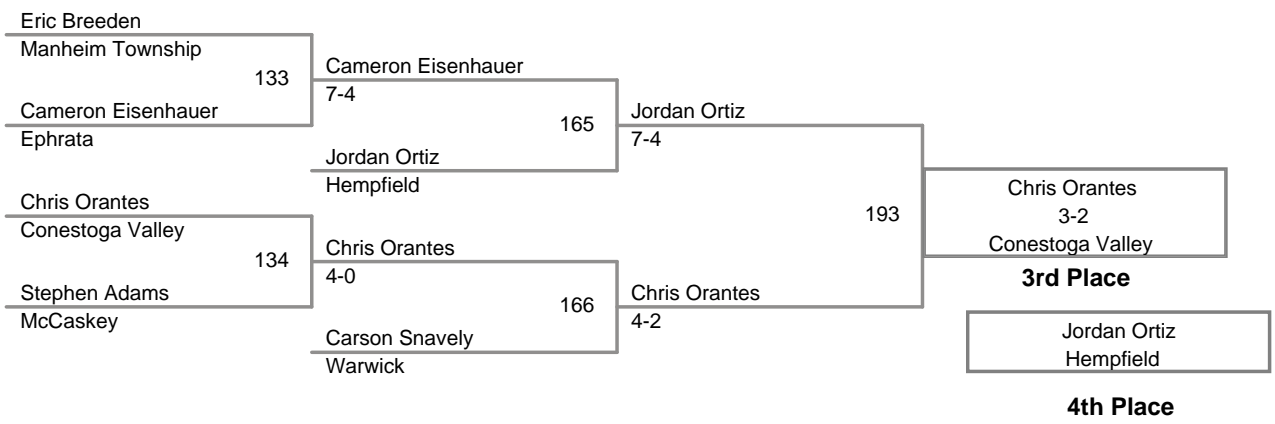 Eric Breeden
Manheim Township
133
Cameron Eisenhauer
Ephrata
Chris Orantes
Conestoga Valley
134
Stephen Adams
McCaskey
Cameron Eisenhauer
7-4
165
Jordan Ortiz
Hempfield
Chris Orantes
4-0
166
Carson Snavely
Warwick
Jordan Ortiz
7-4
193
Chris Orantes
4-2
Chris Orantes
3-2
Conestoga Valley
3rd Place
Jordan Ortiz
Hempfield
4th Place